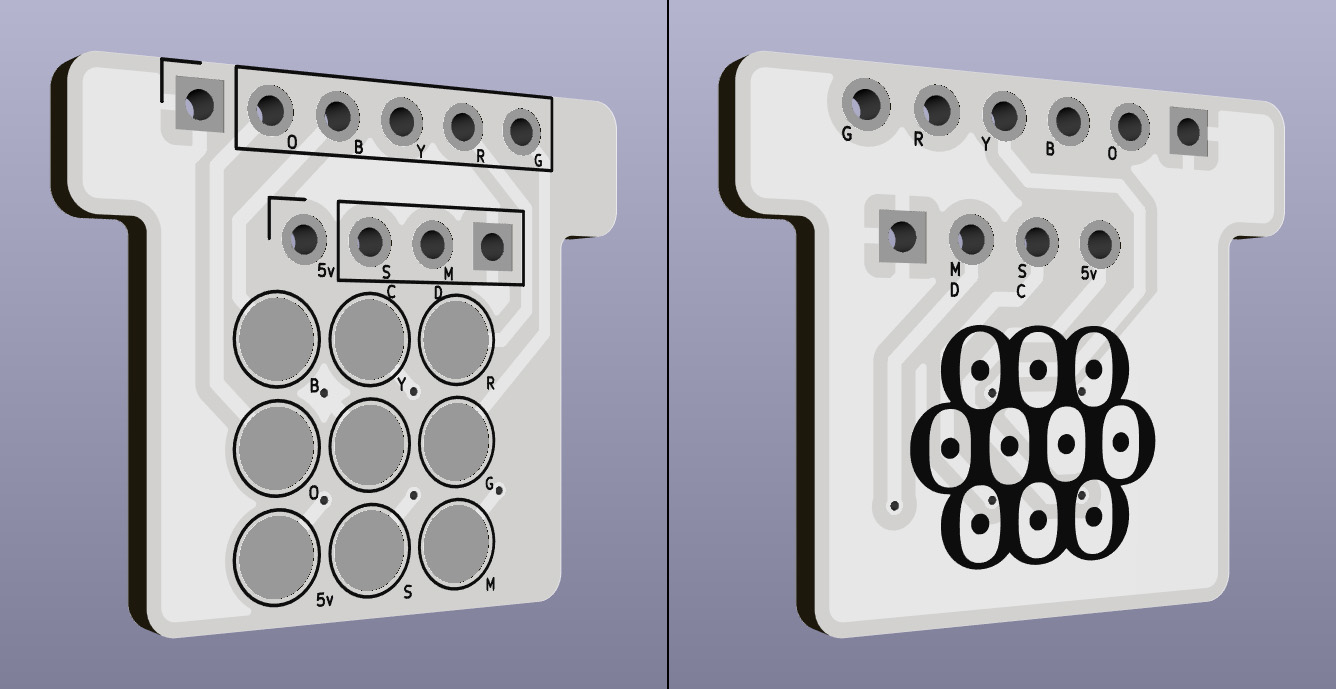 O B Y R G
5v S M
C D
B Y R
O G
5v S M
G R Y B O
M S 5v
D C